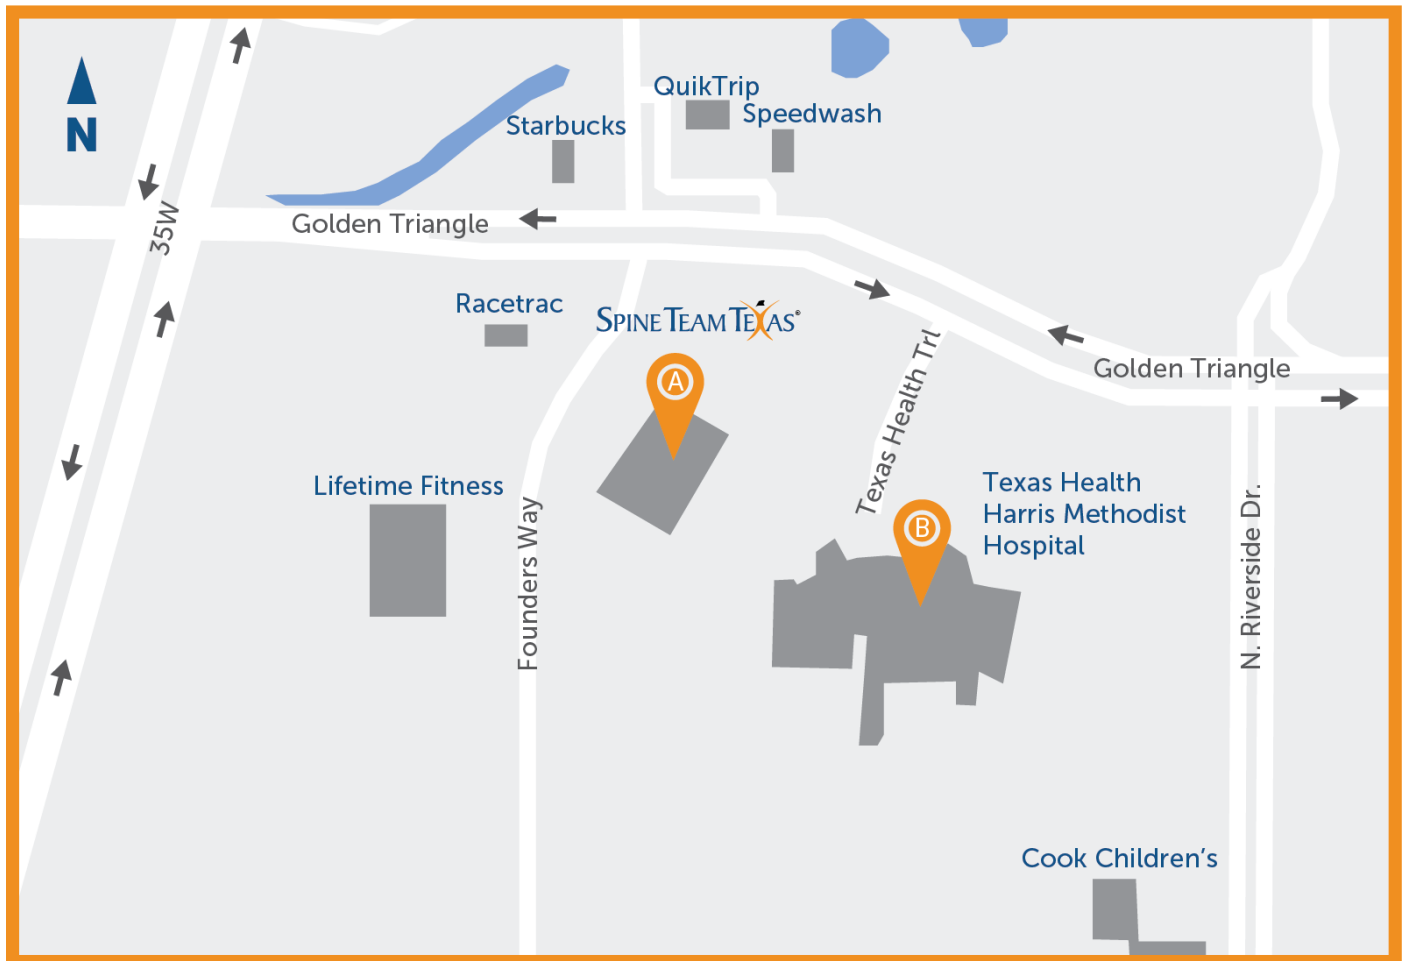 QuikTrip
Speedwash
Starbucks
N
35W
Golden Triangle
Racetrac
SPINE TEAM TEXAS®
Texas Health Trl
Golden Triangle
A
Lifetime Fitness
Founders Way
B
Texas Health
Harris Methodist
Hospital
N. Riverside Dr.
Cook Children's